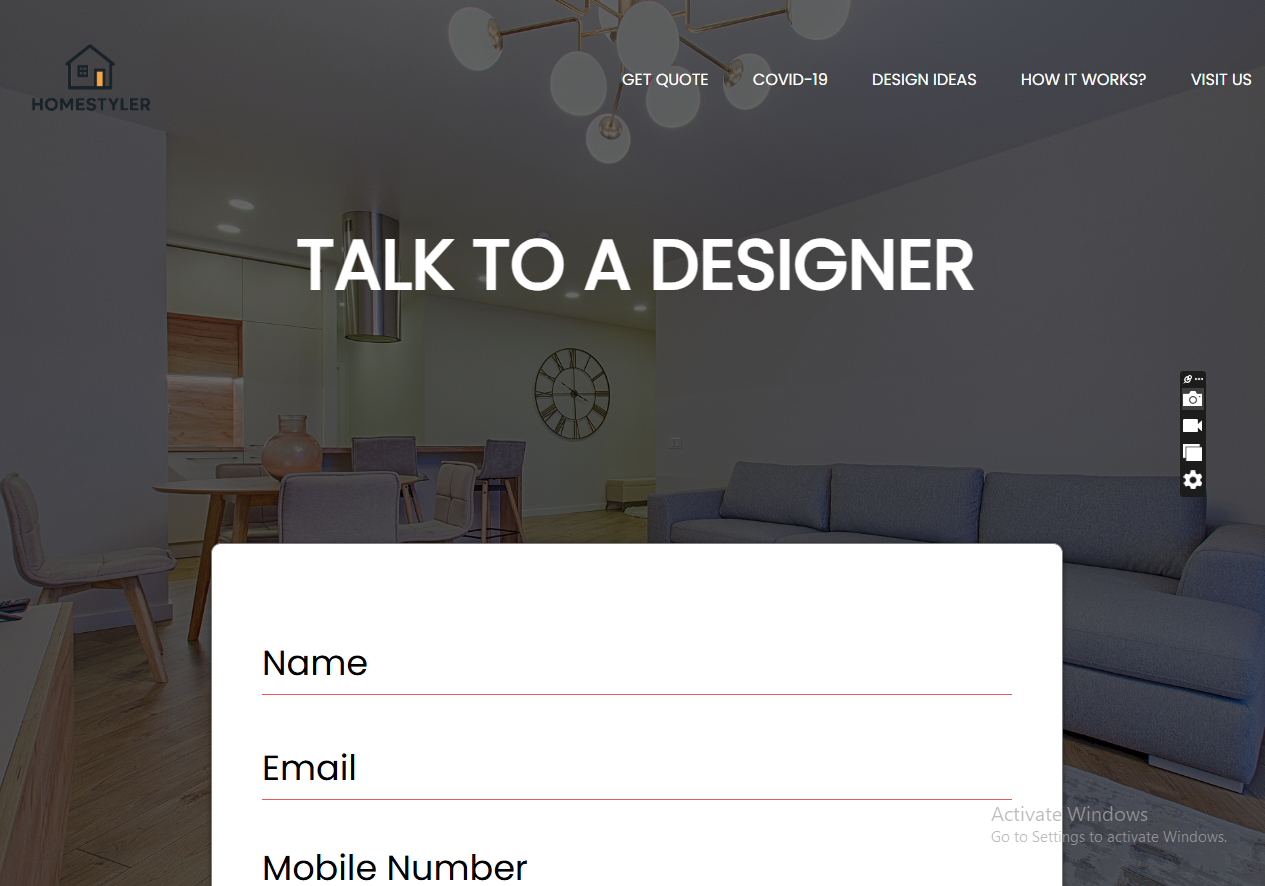 HOMESTYLER
GET QUOTE
COVID-19
DESIGN IDEAS
HOW IT WORKS?
VISIT US
TALK TO A DESIGNER
Name
Email
Mobile Number
Activate Windows
Go to Settings to activate Windows.